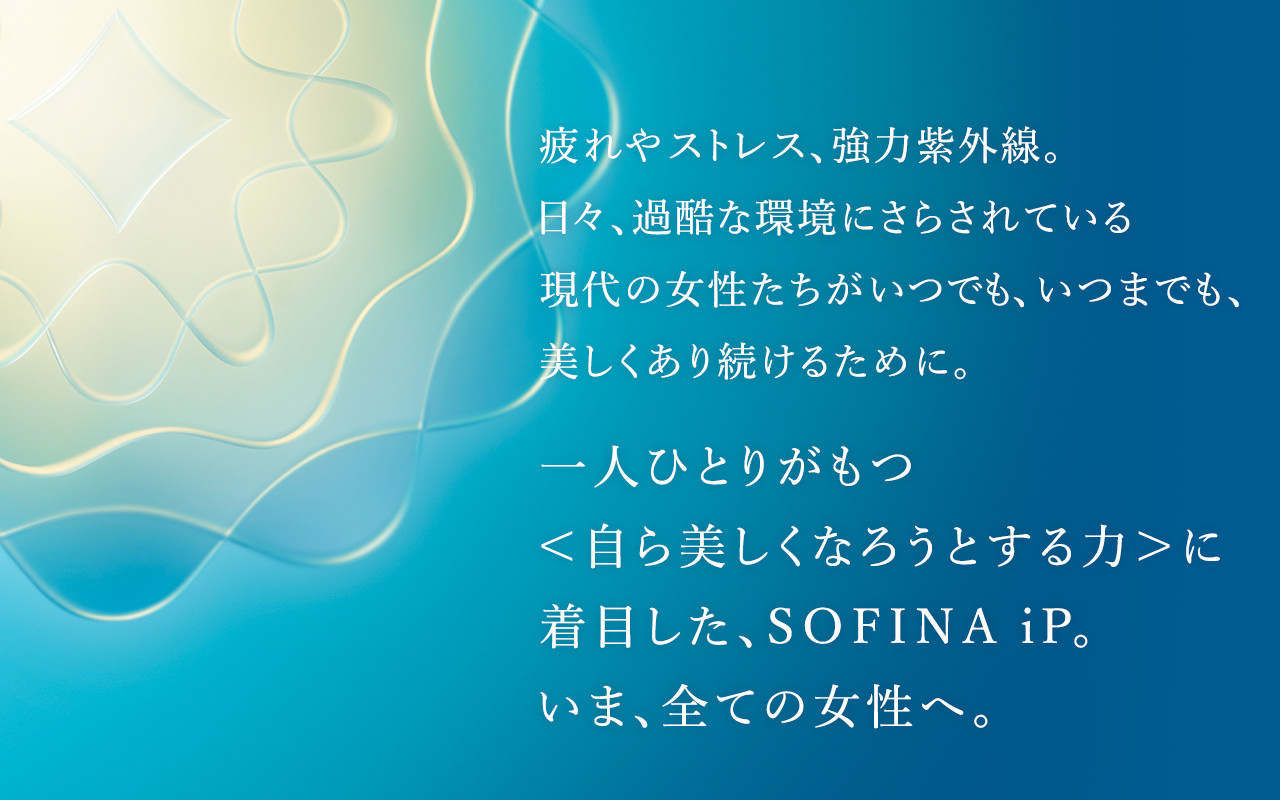 疲れやストレス、強力紫外線。
日々、過酷な環境にさらされている
現代の女性たちがいつでも、いつまでも、
美しくあり続けるために。
一人ひとりがもつ
＜自ら美しくなろうとする力＞に
着目した、SOFINA iP。
いま、全ての女性へ。